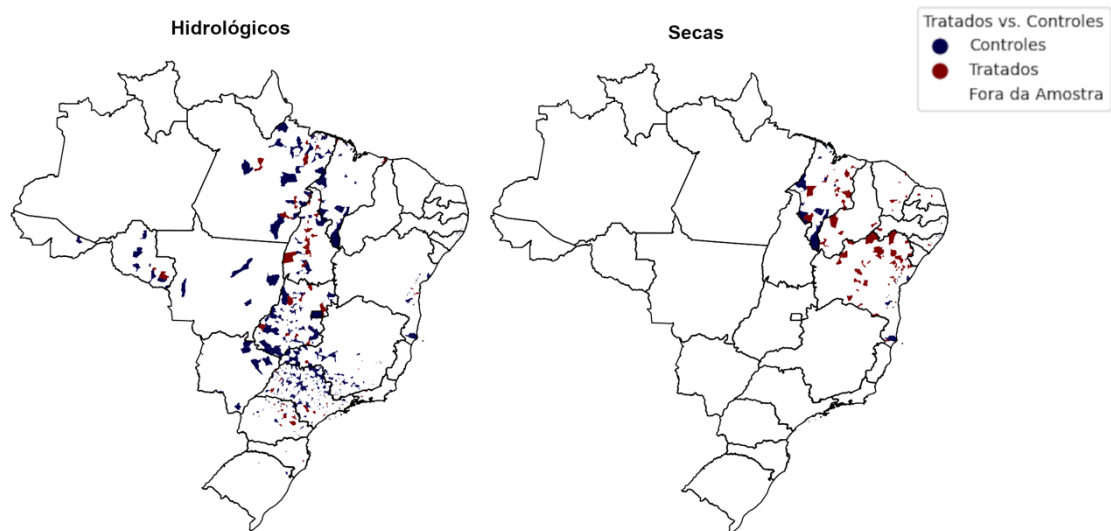 Hidrológicos
Secas
Tratados vs. Controles
Controles
Tratados
Fora da Amostra